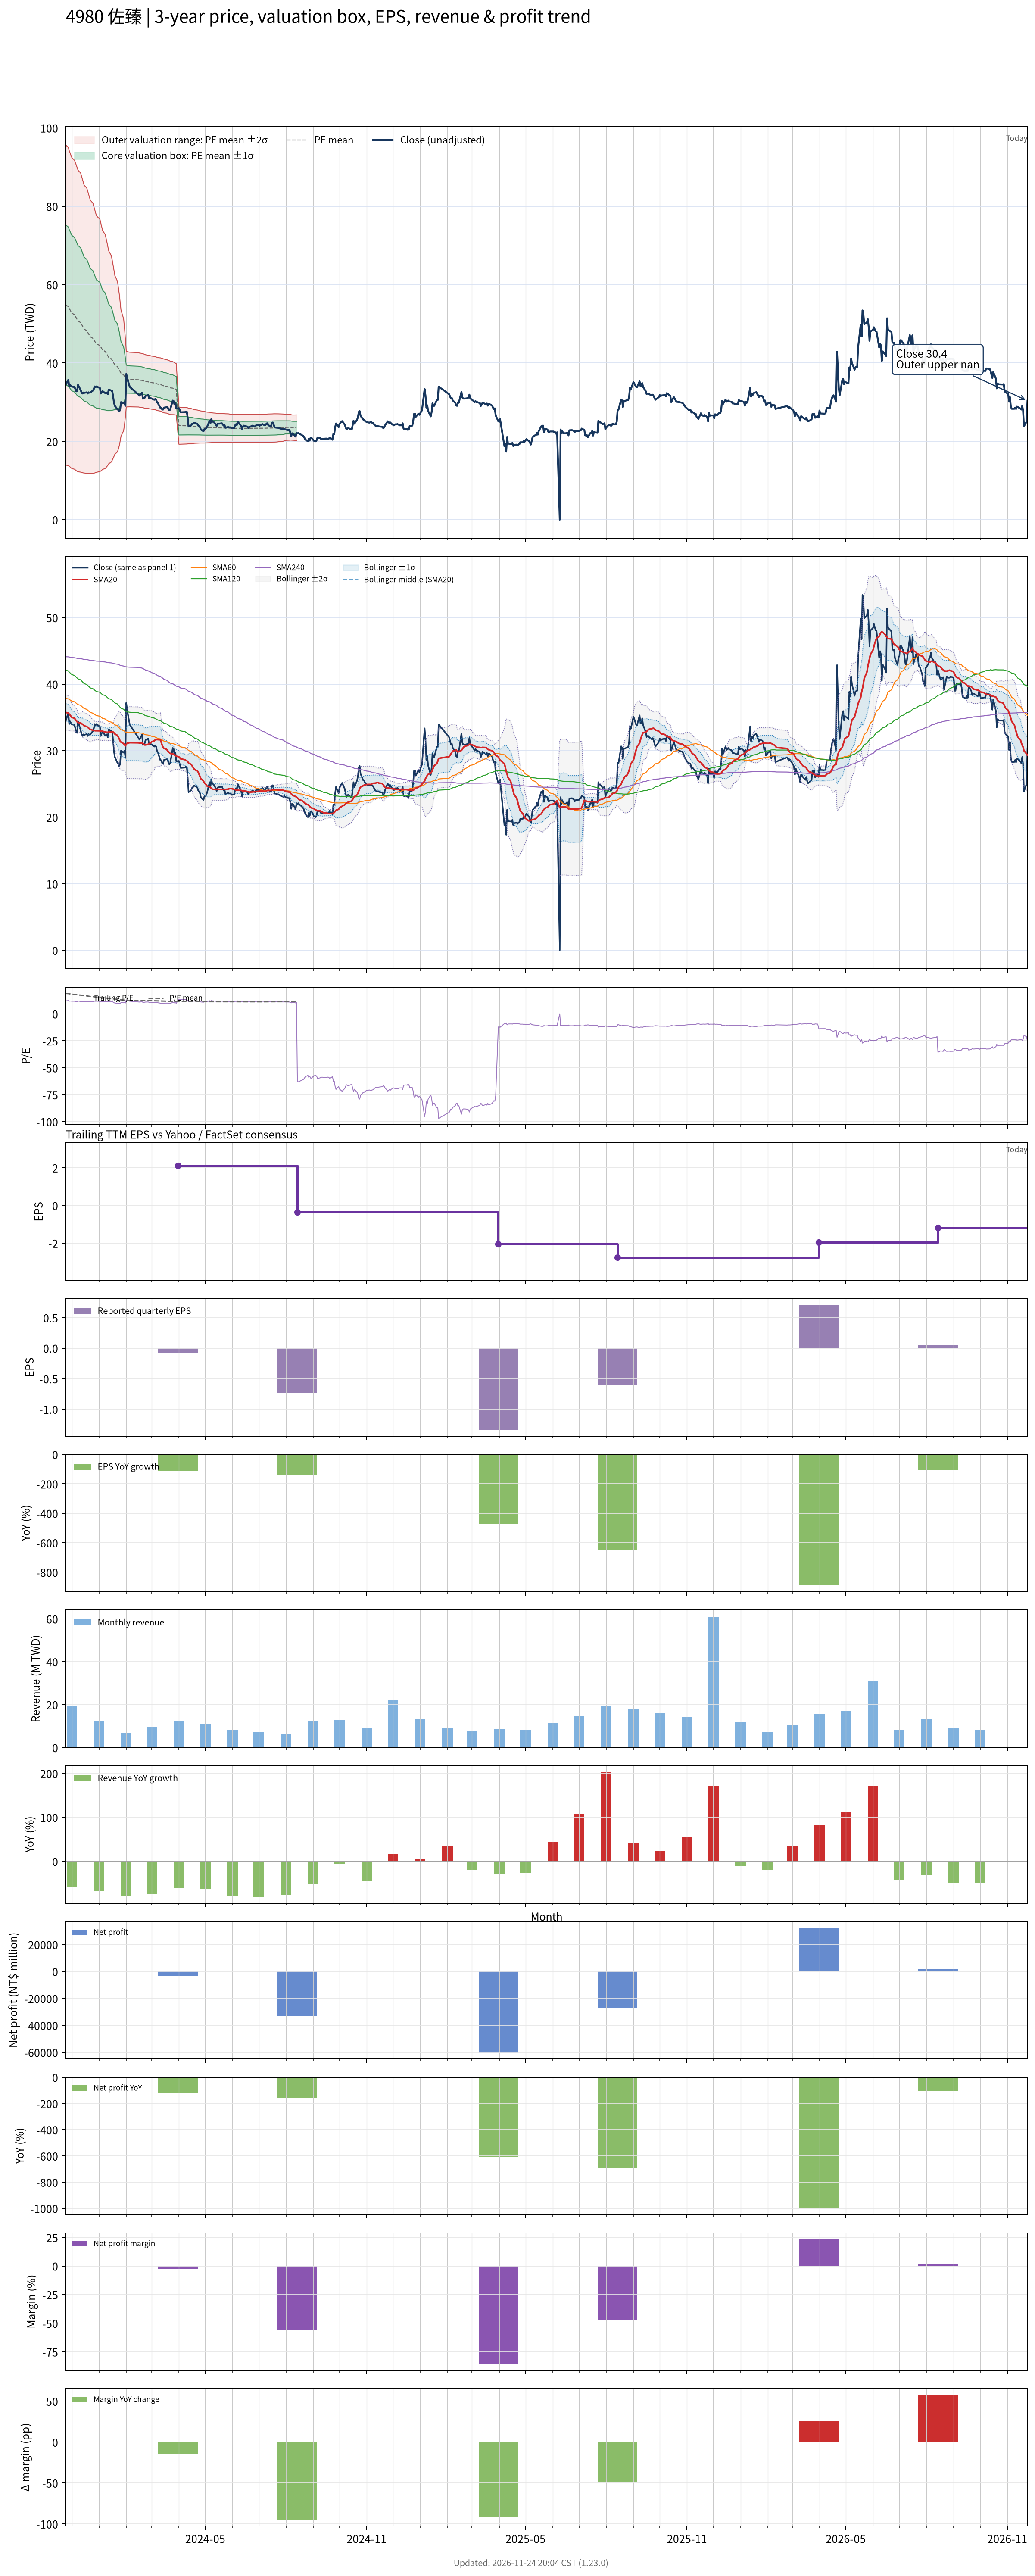 4980 佐臻 | 3-year price, valuation box, EPS, revenue & profit trend
Outer valuation range: PE mean ±2σ
Core valuation box: PE mean ±1σ
PE mean
Close (unadjusted)
Today
Price (TWD)
100
80
60
40
20
0
Close 30.4
Outer upper nan
Close (same as panel 1)
SMA20
SMA60
SMA120
SMA240
Bollinger ±2σ
Bollinger ±1σ
Bollinger middle (SMA20)
Price
50
40
30
20
10
0
Trailing P/E
P/E mean
P/E
0
-25
-50
-75
-100
Trailing TTM EPS vs Yahoo / FactSet consensus
Today
EPS
2
0
-2
Reported quarterly EPS
EPS
0.5
0.0
-0.5
-1.0
EPS YoY growth
YoY (%)
0
-200
-400
-600
-800
Monthly revenue
Revenue (M TWD)
60
40
20
0
Revenue YoY growth
YoY (%)
200
100
0
Month
Net profit
Net profit (NT$ million)
20000
0
-20000
-40000
-60000
Net profit YoY
YoY (%)
0
-200
-400
-600
-800
-1000
Net profit margin
Margin (%)
25
0
-25
-50
-75
Margin YoY change
Δ margin (pp)
50
0
-50
-100
2024-05
2024-11
2025-05
2025-11
2026-05
2026-11
Updated: 2026-11-24 20:04 CST (1.23.0)